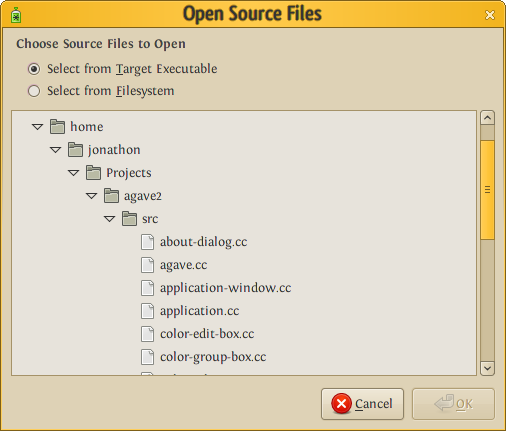 Open Source Files
Choose Source Files to Open
Select from Target Executable
Select from Filesystem
home
jonathon
Projects
agave2
src
about-dialog.cc
agave.cc
application-window.cc
application.cc
color-edit-box.cc
color-group-box.cc
Cancel
OK